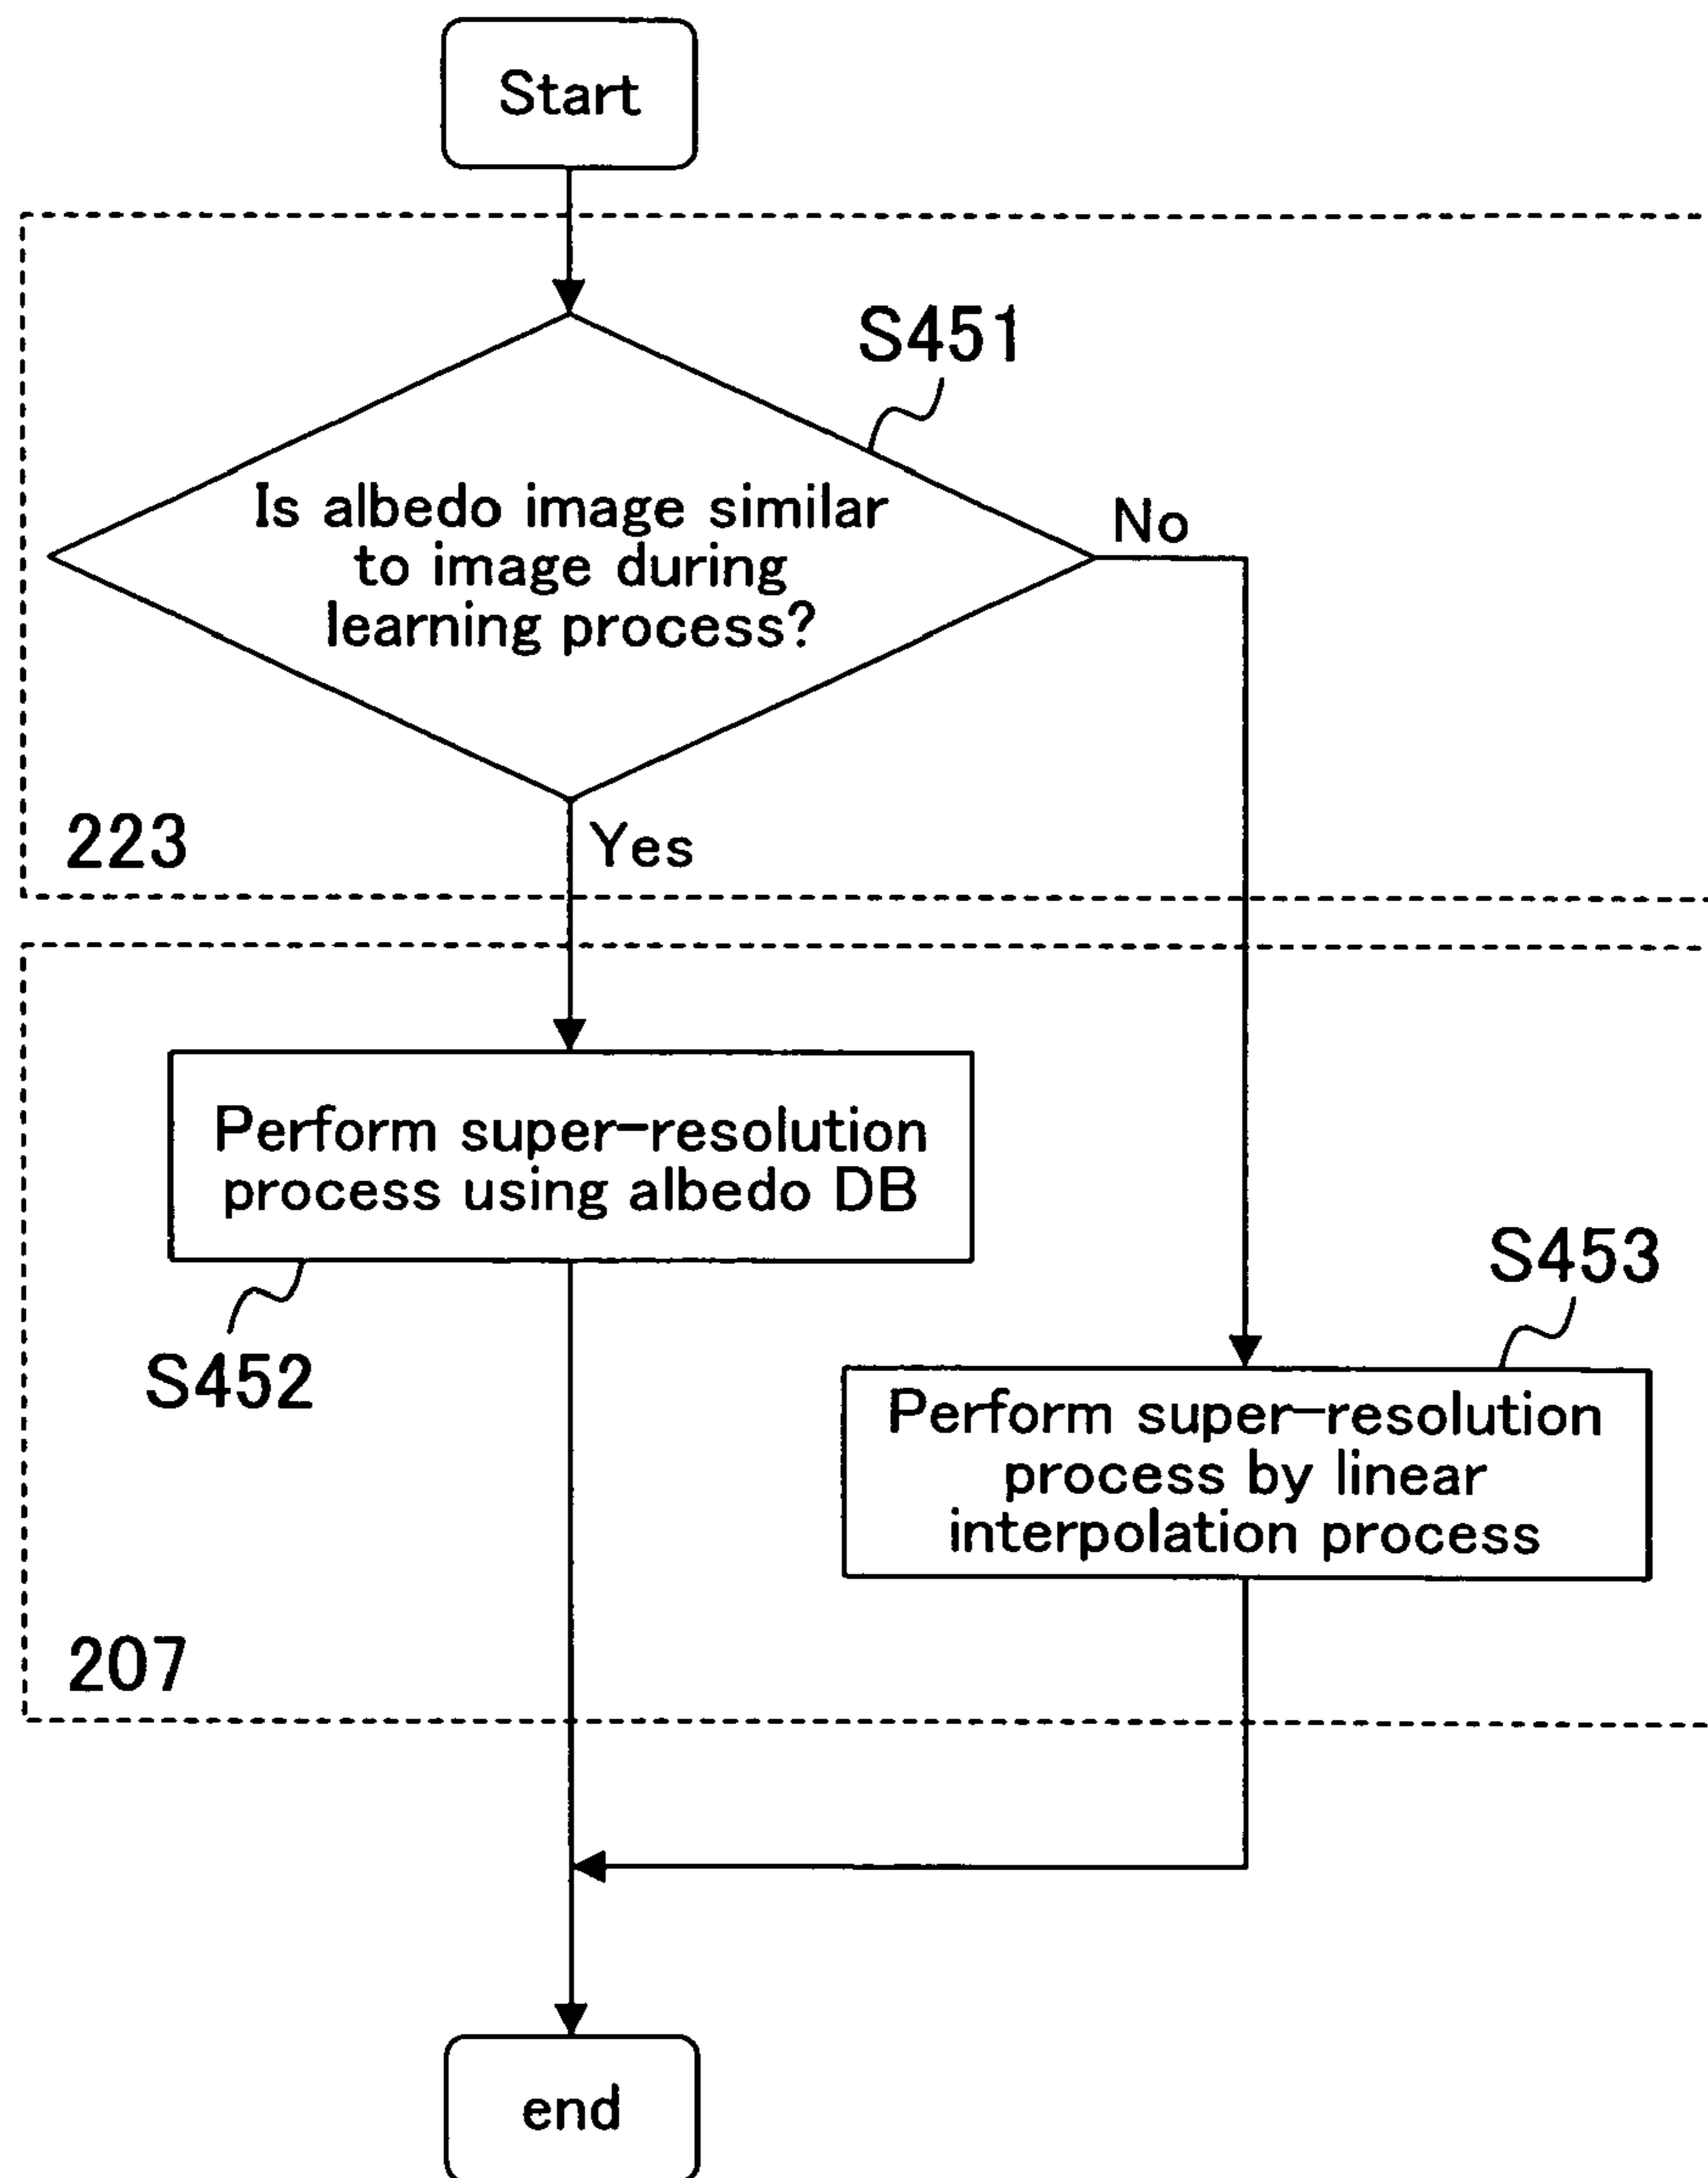 Start
S451
Is albedo image similar
to image during
learning process?
No
Yes
223
Perform super-resolution
process using albedo DB
S452
S453
Perform super-resolution
process by linear
interpolation process
207
end